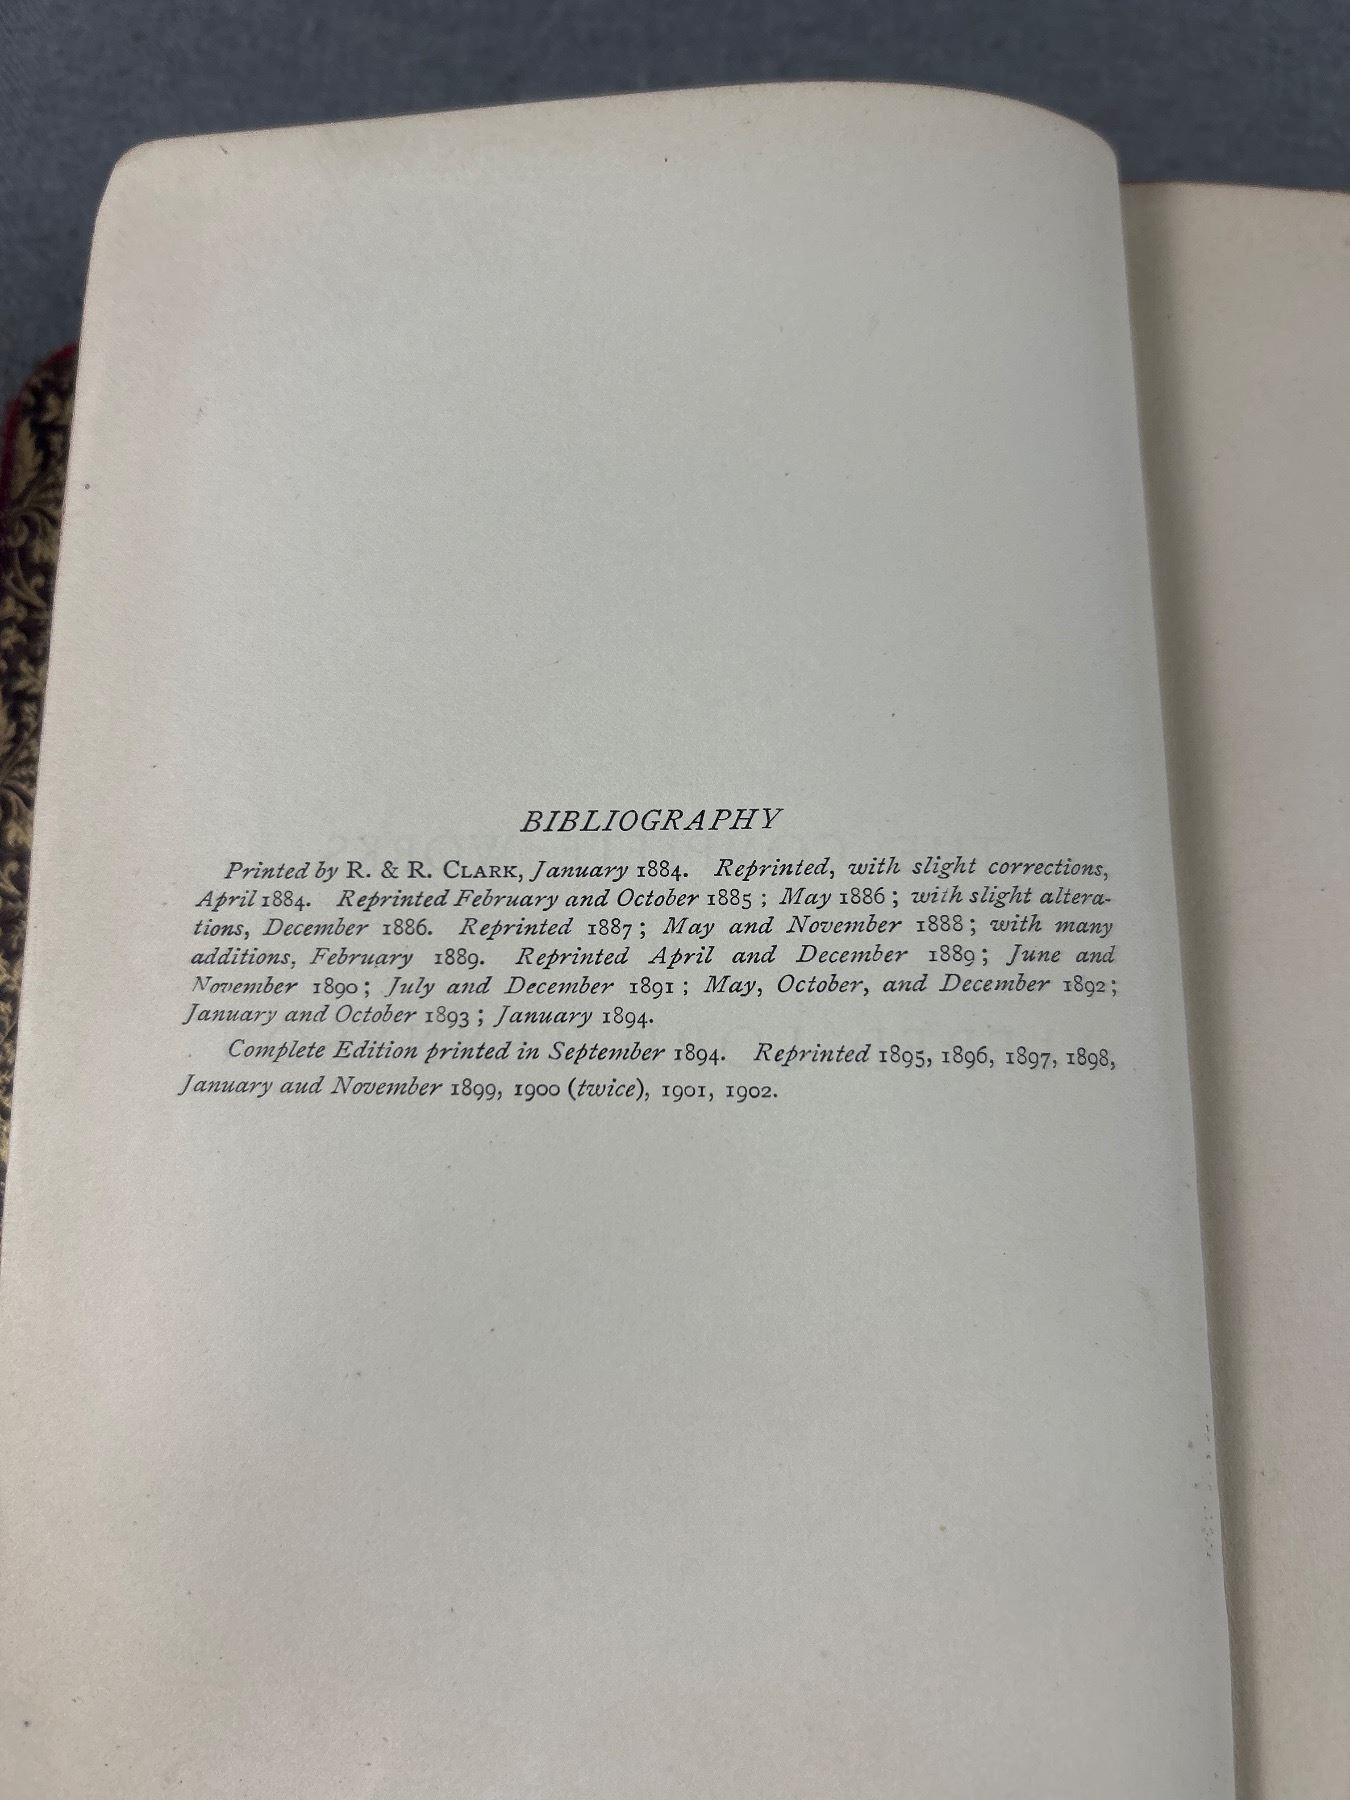 BIBLIOGRAPHY
Printed by R. & R. CLARK, January 1884. Reprinted, with slight corrections,
April 1884. Reprinted February and October 1885 ; May 1886 ; with slight altera-
tions, December 1886. Reprinted 1887 ; May and November 1888 ; with many
additions, February 1889. Reprinted April and December 1889 ; June and
November 1890 ; July and December 1891 ; May, October, and December 1892 ;
January and October 1893 ; January 1894.
Complete Edition printed in September 1894. Reprinted 1895, 1896, 1897, 1898,
January aud November 1899, 1900 (twice), 1901, 1902.